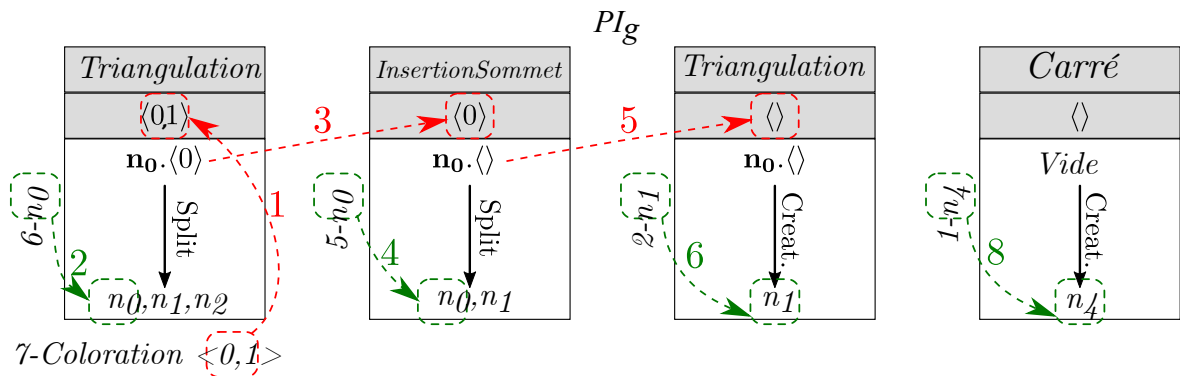 PIg
Triangulation
⟨0,1⟩
n0.⟨0⟩
Split
6-n0
n0,n1,n2
1
2
7-Coloration <0,1>
3
InsertionSommet
⟨0⟩
n0.⟨⟩
Split
5-n0
4
n0,n1
5
Triangulation
⟨⟩
n0.⟨⟩
Creat.
2-n1
6
n1
Carré
⟨⟩
Vide
Creat.
1-n4
8
n4